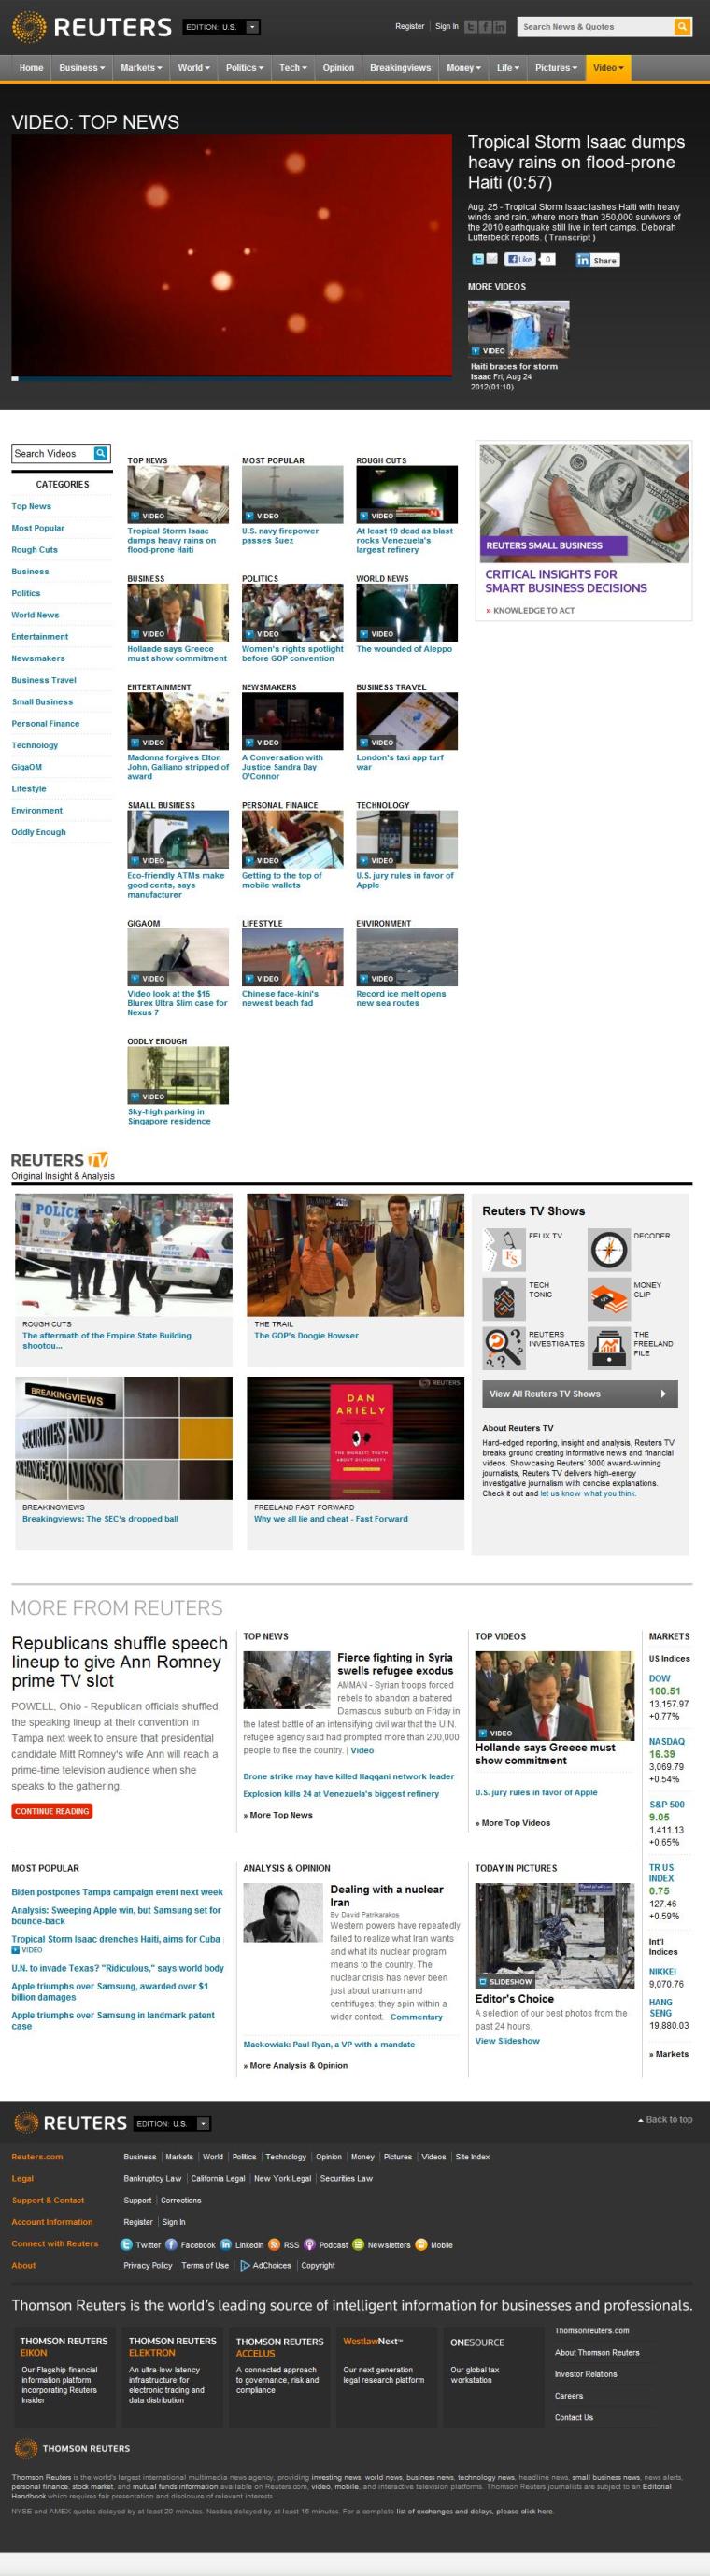 REUTERS
EDITION: U.S.
Register
Sign In
Search News & Quotes
Home
Business
Markets
World
Politics
Tech
Opinion
Breakingviews
Money
Life
Pictures
Video
VIDEO: TOP NEWS
Tropical Storm Isaac dumps
heavy rains on flood-prone
Haiti (0:57)
Aug. 25 - Tropical Storm Isaac lashes Haiti with heavy
winds and rain, where more than 350,000 survivors of
the 2010 earthquake still live in tent camps. Deborah
Lutterbeck reports. ( Transcript )
Like 0
Share
MORE VIDEOS
VIDEO
Haiti braces for storm
Isaac Fri, Aug 24
2012(01:10)
Search Videos
CATEGORIES
Top News
Most Popular
Rough Cuts
Business
Politics
World News
Entertainment
Newsmakers
Business Travel
Small Business
Personal Finance
Technology
GigaOM
Lifestyle
Environment
Oddly Enough
TOP NEWS
VIDEO
Tropical Storm Isaac
dumps heavy rains on
flood-prone Haiti
MOST POPULAR
VIDEO
U.S. navy firepower
passes Suez
ROUGH CUTS
VIDEO
At least 19 dead as blast
rocks Venezuela's
largest refinery
BUSINESS
VIDEO
Hollande says Greece
must show commitment
POLITICS
VIDEO
Women's rights spotlight
before GOP convention
WORLD NEWS
VIDEO
The wounded of Aleppo
ENTERTAINMENT
VIDEO
Madonna forgives Elton
John, Galliano stripped of
award
NEWSMAKERS
VIDEO
A Conversation with
Justice Sandra Day
O'Connor
BUSINESS TRAVEL
VIDEO
London's taxi app turf
war
SMALL BUSINESS
VIDEO
Eco-friendly ATMs make
good cents, says
manufacturer
PERSONAL FINANCE
VIDEO
Getting to the top of
mobile wallets
TECHNOLOGY
VIDEO
U.S. jury rules in favor of
Apple
GIGAOM
VIDEO
Video look at the $15
Blurex Ultra Slim case for
Nexus 7
LIFESTYLE
VIDEO
Chinese face-kini's
newest beach fad
ENVIRONMENT
VIDEO
Record ice melt opens
new sea routes
ODDLY ENOUGH
VIDEO
Sky-high parking in
Singapore residence
REUTERS SMALL BUSINESS
CRITICAL INSIGHTS FOR
SMART BUSINESS DECISIONS
» KNOWLEDGE TO ACT
REUTERS TV
Original Insight & Analysis
POLICE
ROUGH CUTS
The aftermath of the Empire State Building
shootou...
THE TRAIL
The GOP's Doogie Howser
BREAKINGVIEWS
SECURITIES AND
BREAKINGVIEWS
Breakingviews: The SEC's dropped ball
REUTERS
DAN
ARIELY
THE HONEST TRUTH
ABOUT DISHONESTY
FREELAND FAST FORWARD
Why we all lie and cheat - Fast Forward
Reuters TV Shows
FELIX TV
DECODER
TECH
TONIC
MONEY
CLIP
REUTERS
INVESTIGATES
THE
FREELAND
FILE
View All Reuters TV Shows
About Reuters TV
Hard-edged reporting, insight and analysis, Reuters TV
breaks ground creating informative news and financial
videos. Showcasing Reuters' 3000 award-winning
journalists, Reuters TV delivers high-energy
investigative journalism with concise explanations.
Check it out and let us know what you think.
MORE FROM REUTERS
Republicans shuffle speech
lineup to give Ann Romney
prime TV slot
POWELL, Ohio - Republican officials shuffled
the speaking lineup at their convention in
Tampa next week to ensure that presidential
candidate Mitt Romney's wife Ann will reach a
prime-time television audience when she
speaks to the gathering.
CONTINUE READING
TOP NEWS
Fierce fighting in Syria
swells refugee exodus
AMMAN - Syrian troops forced
rebels to abandon a battered
Damascus suburb on Friday in
the latest battle of an intensifying civil war that the U.N.
refugee agency said had prompted more than 200,000
people to flee the country. | Video
Drone strike may have killed Haqqani network leader
Explosion kills 24 at Venezuela's biggest refinery
» More Top News
TOP VIDEOS
VIDEO
Hollande says Greece must
show commitment
U.S. jury rules in favor of Apple
» More Top Videos
MARKETS
US Indices
DOW
100.51
13,157.97
+0.77%
NASDAQ
16.39
3,069.79
+0.54%
S&P 500
9.05
1,411.13
+0.65%
TR US
INDEX
0.75
127.46
+0.59%
Int'l
Indices
NIKKEI
9,070.76
HANG
SENG
19,880.03
» Markets
MOST POPULAR
Biden postpones Tampa campaign event next week
Analysis: Sweeping Apple win, but Samsung set for
bounce-back
Tropical Storm Isaac drenches Haiti, aims for Cuba
VIDEO
U.N. to invade Texas? "Ridiculous," says world body
Apple triumphs over Samsung, awarded over $1
billion damages
Apple triumphs over Samsung in landmark patent
case
ANALYSIS & OPINION
Dealing with a nuclear
Iran
By David Patrikarakos
Western powers have repeatedly
failed to realize what Iran wants
and what its nuclear program
means to the country. The
nuclear crisis has never been
just about uranium and
centrifuges; they spin within a
wider context. Commentary
Mackowiak: Paul Ryan, a VP with a mandate
» More Analysis & Opinion
TODAY IN PICTURES
SLIDESHOW
Editor's Choice
A selection of our best photos from the
past 24 hours.
View Slideshow
REUTERS
EDITION: U.S.
Back to top
Reuters.com
Business | Markets | World | Politics | Technology | Opinion | Money | Pictures | Videos | Site Index
Legal
Bankruptcy Law | California Legal | New York Legal | Securities Law
Support & Contact
Support | Corrections
Account Information
Register | Sign In
Connect with Reuters
Twitter Facebook LinkedIn RSS Podcast Newsletters Mobile
About
Privacy Policy | Terms of Use | AdChoices | Copyright
Thomson Reuters is the world's leading source of intelligent information for businesses and professionals.
THOMSON REUTERS
EIKON
Our Flagship financial
information platform
incorporating Reuters
Insider
THOMSON REUTERS
ELEKTRON
An ultra-low latency
infrastructure for
electronic trading and
data distribution
THOMSON REUTERS
ACCELUS
A connected approach
to governance, risk and
compliance
WestlawNext™
Our next generation
legal research platform
ONESOURCE
Our global tax
workstation
Thomsonreuters.com
About Thomson Reuters
Investor Relations
Careers
Contact Us
THOMSON REUTERS
Thomson Reuters is the world's largest international multimedia news agency, providing investing news, world news, business news, technology news, headline news, small business news, news alerts,
personal finance, stock market, and mutual funds information available on Reuters.com, video, mobile, and interactive television platforms. Thomson Reuters journalists are subject to an Editorial
Handbook which requires fair presentation and disclosure of relevant interests.
NYSE and AMEX quotes delayed by at least 20 minutes. Nasdaq delayed by at least 15 minutes. For a complete list of exchanges and delays, please click here.